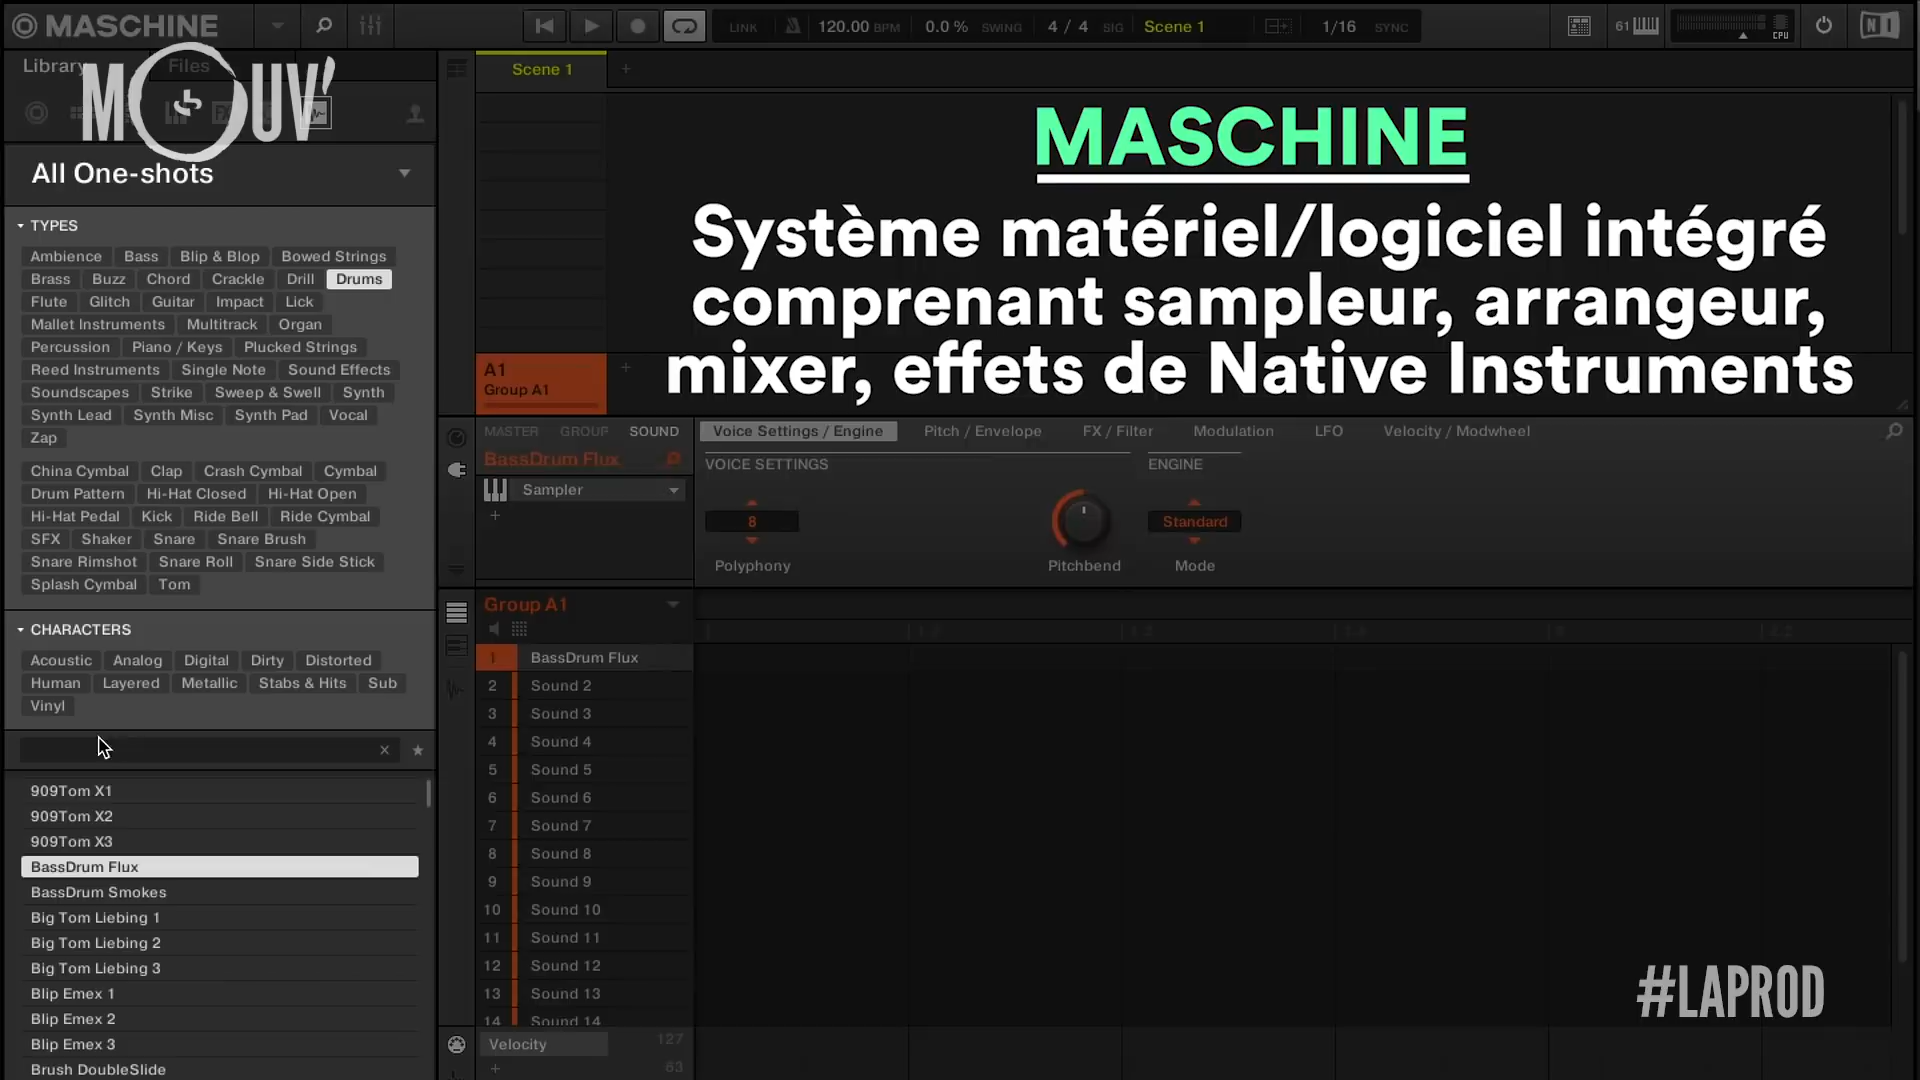 MASCHINE
LINK 120.00 BPM 0.0 % SWING 4 / 4 SIG Scene 1 1/16 SYNC 61 CPU NI
Library Files
MOUV'
All One-shots
TYPES
Ambience Bass Blip & Blop Bowed Strings
Brass Buzz Chord Crackle Drill Drums
Flute Glitch Guitar Impact Lick
Mallet Instruments Multitrack Organ
Percussion Piano / Keys Plucked Strings
Reed Instruments Single Note Sound Effects
Soundscapes Strike Sweep & Swell Synth
Synth Lead Synth Misc Synth Pad Vocal
Zap
China Cymbal Clap Crash Cymbal Cymbal
Drum Pattern Hi-Hat Closed Hi-Hat Open
Hi-Hat Pedal Kick Ride Bell Ride Cymbal
SFX Shaker Snare Snare Brush
Snare Rimshot Snare Roll Snare Side Stick
Splash Cymbal Tom
CHARACTERS
Acoustic Analog Digital Dirty Distorted
Human Layered Metallic Stabs & Hits Sub
Vinyl
909Tom X1
909Tom X2
909Tom X3
BassDrum Flux
BassDrum Smokes
Big Tom Liebing 1
Big Tom Liebing 2
Big Tom Liebing 3
Blip Emex 1
Blip Emex 2
Blip Emex 3
Brush DoubleSlide
Scene 1 +
MASCHINE
Système matériel/logiciel intégré
comprenant sampleur, arrangeur,
mixer, effets de Native Instruments
A1 +
Group A1
MASTER GROUP SOUND
BassDrum Flux
Sampler
+
Voice Settings / Engine Pitch / Envelope FX / Filter Modulation LFO Velocity / Modwheel
VOICE SETTINGS ENGINE
8 Standard
Polyphony Pitchbend Mode
Group A1
1 BassDrum Flux
2 Sound 2
3 Sound 3
4 Sound 4
5 Sound 5
6 Sound 6
7 Sound 7
8 Sound 8
9 Sound 9
10 Sound 10
11 Sound 11
12 Sound 12
13 Sound 13
14 Sound 14
Velocity 127
+ 63
#LAPROD